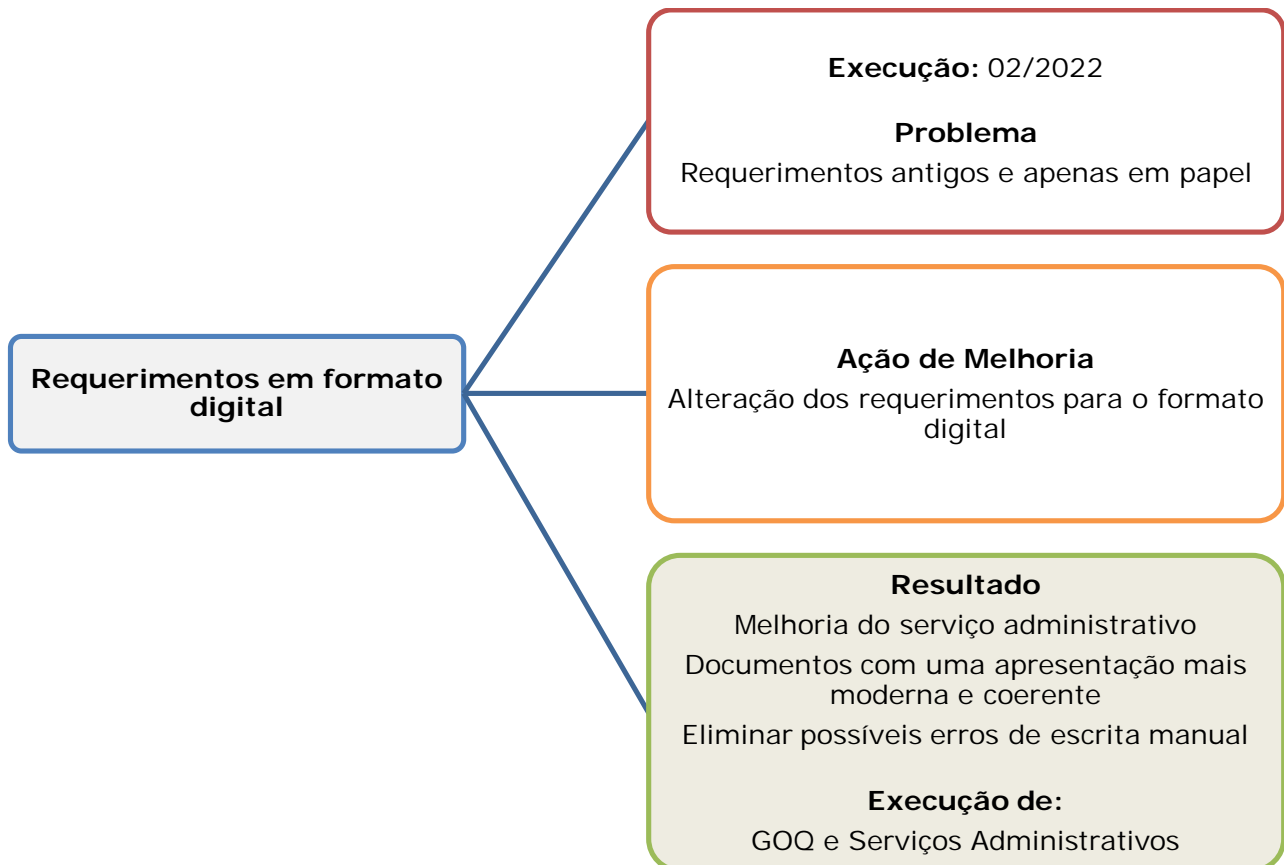 Requerimentos em formato
digital
Execução: 02/2022
Problema
Requerimentos antigos e apenas em papel
Ação de Melhoria
Alteração dos requerimentos para o formato
digital
Resultado
Melhoria do serviço administrativo
Documentos com uma apresentação mais
moderna e coerente
Eliminar possíveis erros de escrita manual
Execução de:
GOQ e Serviços Administrativos